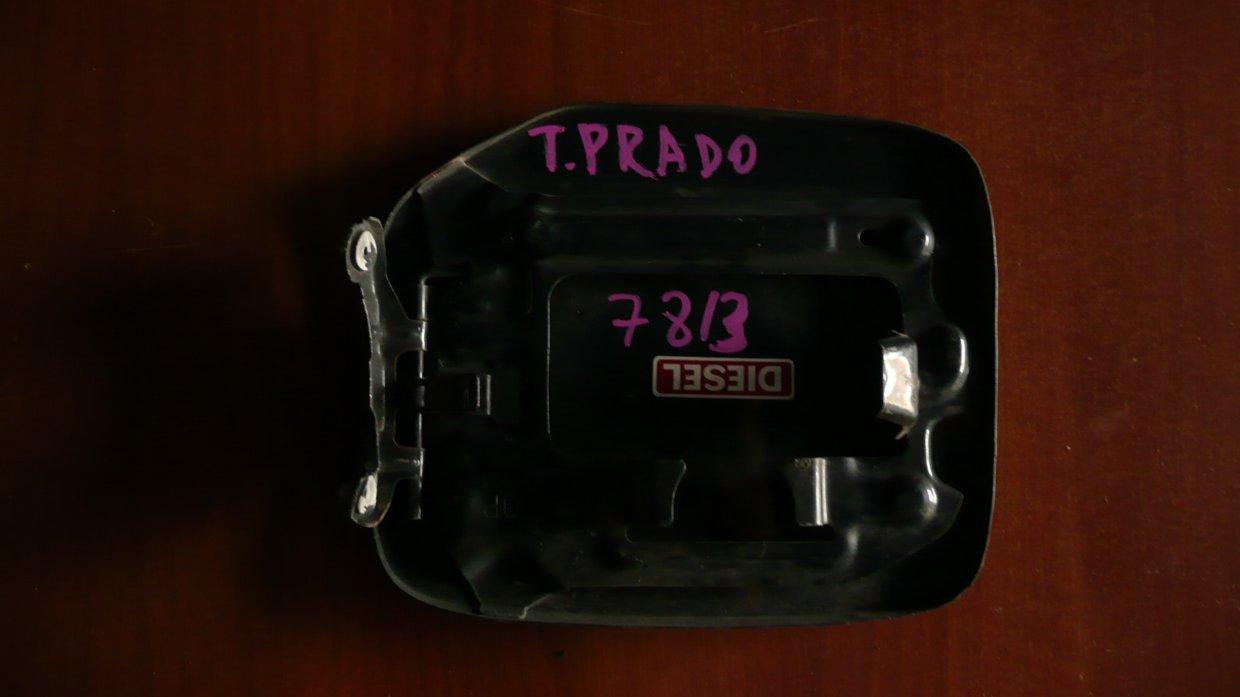 T.PRADO
7813
DIESEL